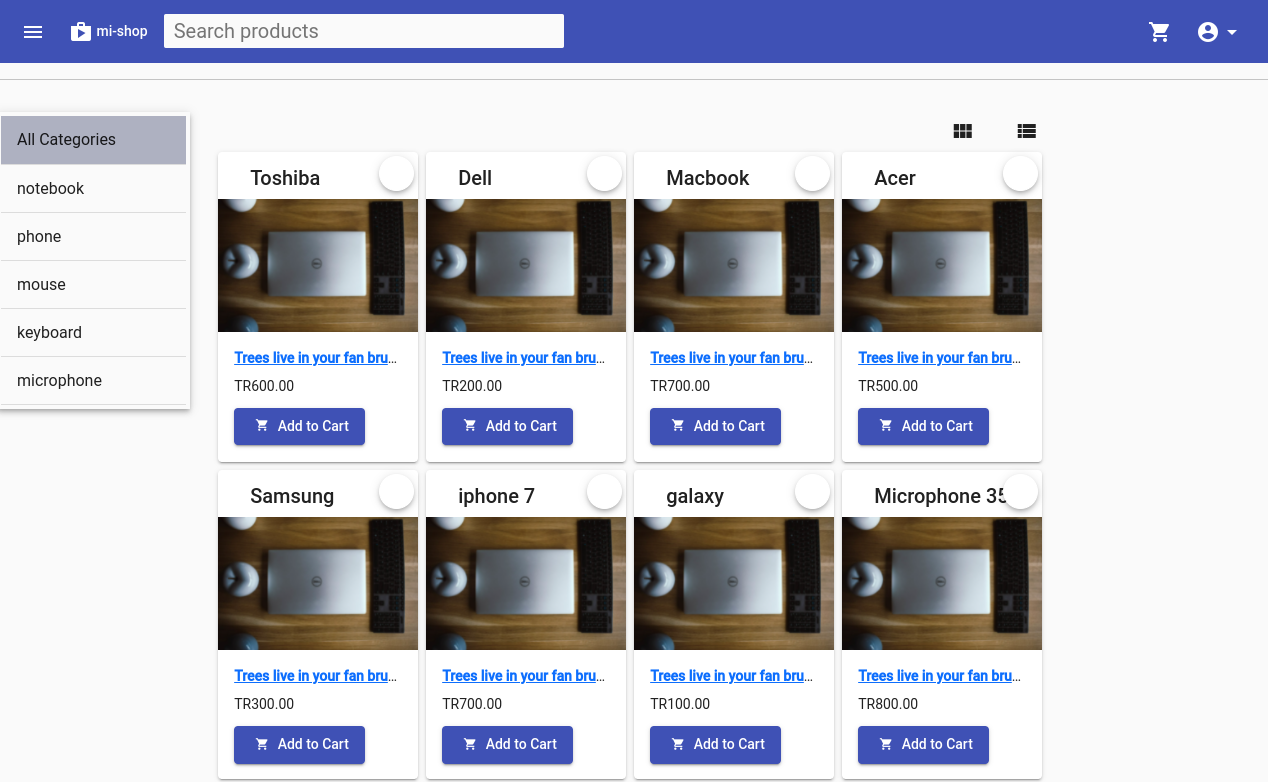 mi-shop
Search products
All Categories
notebook
phone
mouse
keyboard
microphone
Toshiba
Trees live in your fan bru...
TR600.00
Add to Cart
Dell
Trees live in your fan bru...
TR200.00
Add to Cart
Macbook
Trees live in your fan bru...
TR700.00
Add to Cart
Acer
Trees live in your fan bru...
TR500.00
Add to Cart
Samsung
Trees live in your fan bru...
TR300.00
Add to Cart
iphone 7
Trees live in your fan bru...
TR700.00
Add to Cart
galaxy
Trees live in your fan bru...
TR100.00
Add to Cart
Microphone 35
Trees live in your fan bru...
TR800.00
Add to Cart